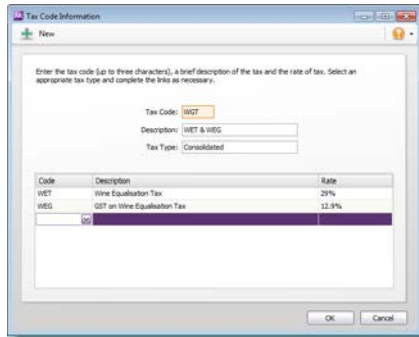 Tax Code Information
New
Enter the tax code (up to three characters), a brief description of the tax and the rate of tax. Select an
appropriate tax type and complete the links as necessary.
Tax Code: WGT
Description: WET & WEG
Tax Type: Consolidated
Code Description Rate
WET Wine Equalisation Tax 29%
WEG GST on Wine Equalisation Tax 12.9%
OK Cancel